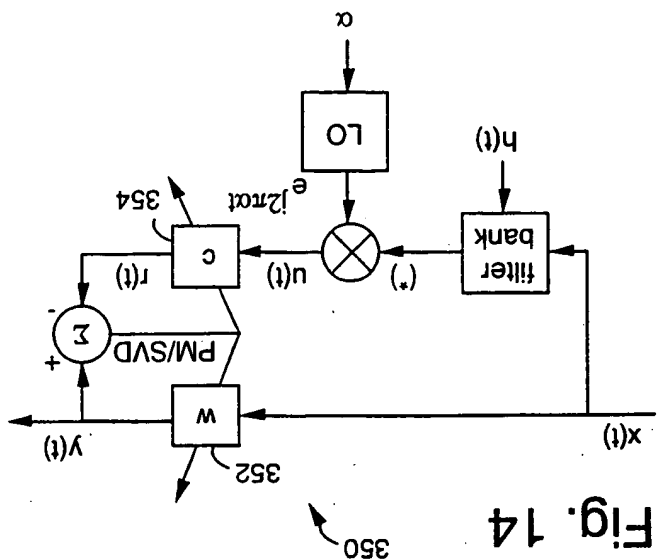 Fig. 14
350
352
x(t)
W
y(t)
+
PM/SVD
Σ
-
filter
bank
(*)
u(t)
C
r(t)
354
h(t)
e^j2παt
LO
α